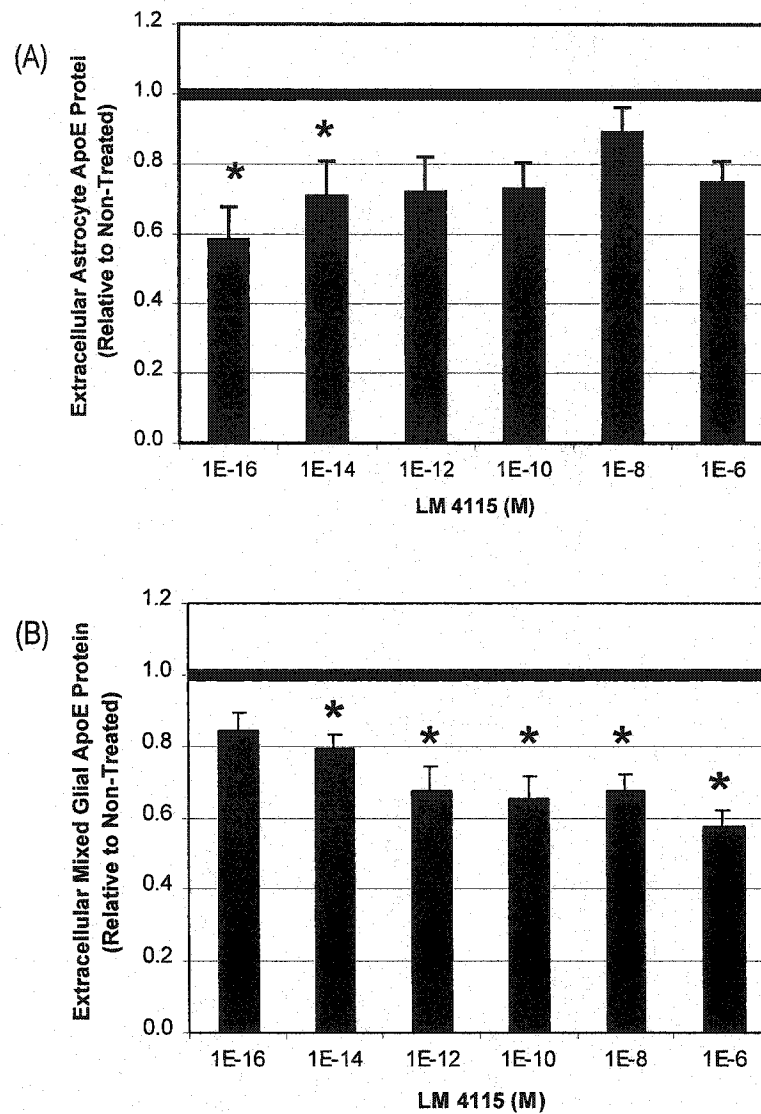 (A)
Extracellular Astrocyte ApoE Protei
(Relative to Non-Treated)
1.2
1.0
0.8
0.6
0.4
0.2
0.0
* *
1E-16 1E-14 1E-12 1E-10 1E-8 1E-6
LM 4115 (M)
(B)
Extracellular Mixed Glial ApoE Protein
(Relative to Non-Treated)
1.2
1.0
0.8
0.6
0.4
0.2
0.0
* * * * *
1E-16 1E-14 1E-12 1E-10 1E-8 1E-6
LM 4115 (M)